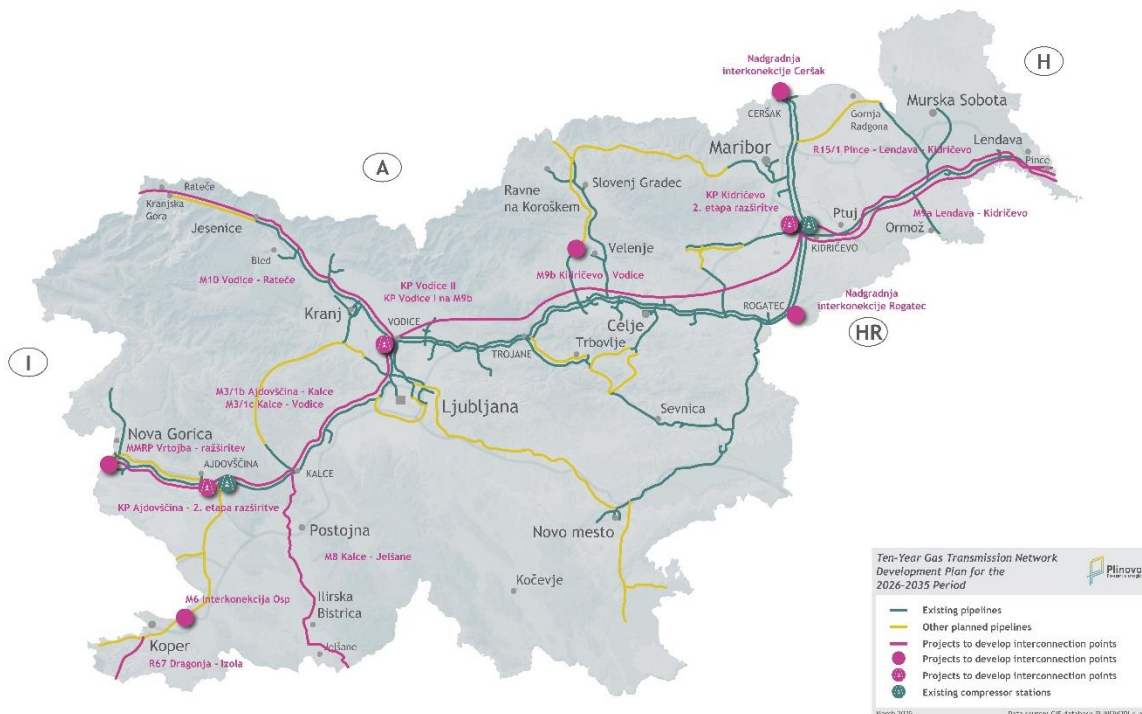 Nadgradnja
interkonekcije Ceršak
H
CERŠAK
Gornja
Radgona
Murska Sobota
Maribor
R15/1 Pince - Lendava - Kidričevo
Lendava
Pince
A
Rateče
Kranjska
Gora
Ravne
na Koroškem
Slovenj Gradec
KP Kidričevo
2. etapa razširitve
Ptuj
M9a Lendava - Kidričevo
Ormož
Jesenice
KIDRIČEVO
Velenje
Bled
M10 Vodice - Rateče
M9b Kidričevo - Vodice
KP Vodice II
KP Vodice I na M9b
Nadgradnja
interkonekcije Rogatec
Kranj
VODICE
ROGATEC
HR
Celje
TROJANE
Trbovlje
I
M3/1b Ajdovščina - Kalce
M3/1c Kalce - Vodice
Ljubljana
Sevnica
Nova Gorica
MMRP Vrtojba - razširitev
AJDOVŠČINA
KALCE
KP Ajdovščina - 2. etapa razširitve
Postojna
Novo mesto
M8 Kalce - Jelšane
Kočevje
M6 Interkonekcija Osp
Ilirska
Bistrica
Koper
Jelšane
R67 Dragonja - Izola
Ten-Year Gas Transmission Network
Development Plan for the
2026-2035 Period
Plinovo
Existing pipelines
Other planned pipelines
Projects to develop interconnection points
Projects to develop interconnection points
Projects to develop interconnection points
Existing compressor stations
March 2025